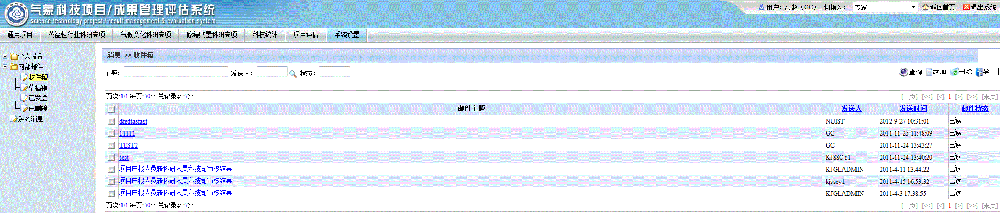 气象科技项目/成果管理评估系统
science technology project / result management & evaluation system
用户：高超（GC） 切换为： 专家 返回首页 退出系统
通用项目 公益性行业科研专项 气候变化科研专项 修缮购置科研专项 科技统计 项目评估 系统设置
个人设置
内部邮件
收件箱
草稿箱
已发送
已删除
系统消息
消息 >> 收件箱
主题： 发送人： 状态： 查询 添加 删除 导出
页次:1/1 每页:50条 总记录数:7条 [首页] [<<] [<] 1 [>] [>>] [末页]
邮件主题 发送人 发送时间 邮件状态
dfgdfasfasf NUIST 2012-9-27 10:31:01 已读
11111 GC 2011-11-25 11:48:09 已读
TEST2 GC 2011-11-24 13:43:27 已读
test KJSSCY1 2011-11-24 13:40:20 已读
项目申报人员转科研人员科技司审核结果 KJGLADMIN 2011-4-11 13:44:22 已读
项目申报人员转科研人员科技司审核结果 kjsscy1 2011-4-15 16:53:32 已读
项目申报人员转科研人员科技司审核结果 KJGLADMIN 2011-4-3 17:38:55 已读
页次:1/1 每页:50条 总记录数:7条 [首页] [<<] [<] 1 [>] [>>] [末页]